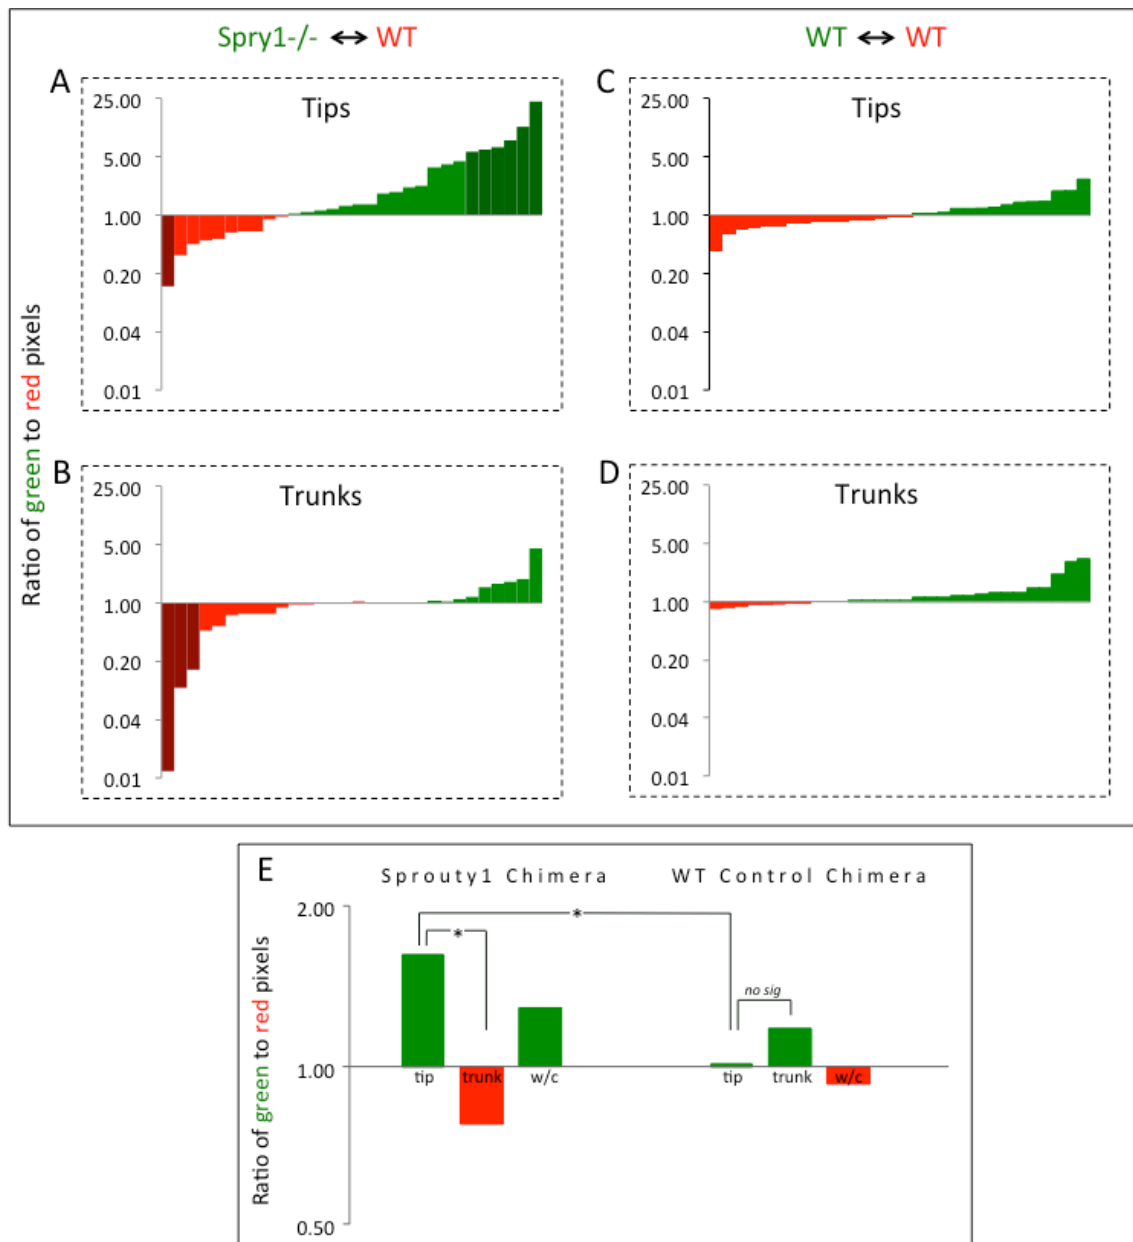 Spry1-/- ↔ WT
WT ↔ WT
Ratio of green to red pixels
A
Tips
25.00
5.00
1.00
0.20
0.04
0.01
C
Tips
25.00
5.00
1.00
0.20
0.04
0.01
B
Trunks
25.00
5.00
1.00
0.20
0.04
0.01
D
Trunks
25.00
5.00
1.00
0.20
0.04
0.01
E
Sprouty1 Chimera
WT Control Chimera
Ratio of green to red pixels
2.00
1.00
0.50
*
*
no sig
tip trunk w/c
tip trunk w/c